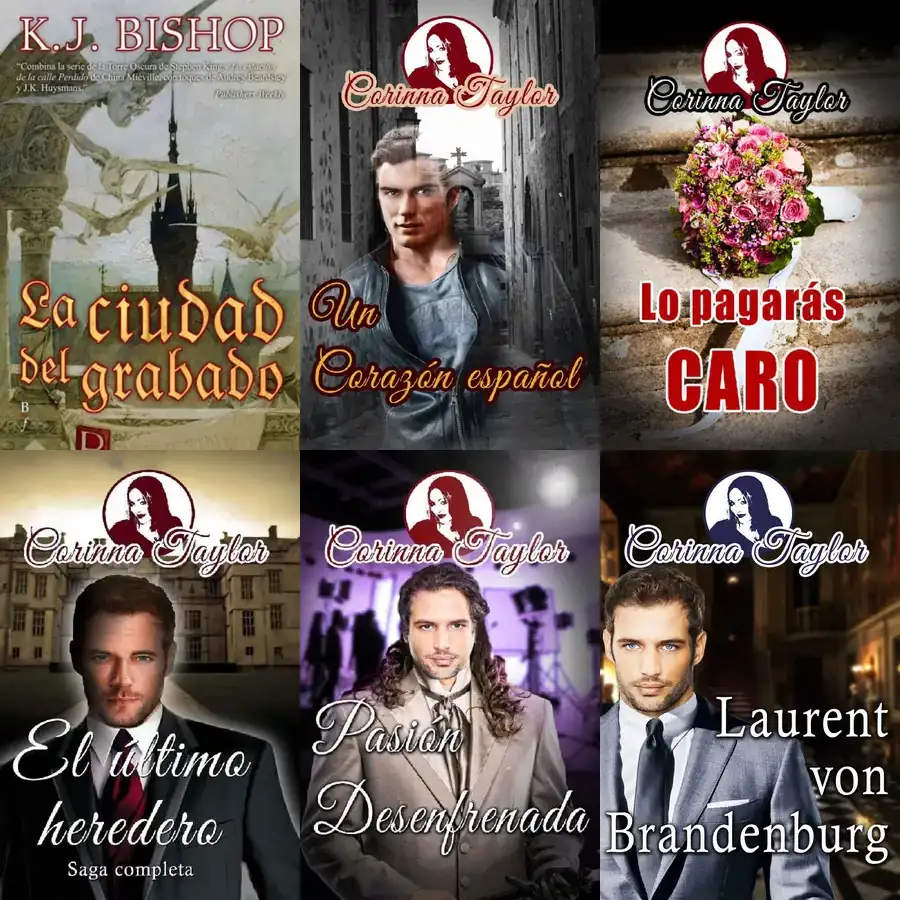 K.J. BISHOP
“Combina la serie de la Torre Oscura de Stephen King y La estación
de la calle Perdido de China Miéville, con toques de Aubrey Beardsley
y J.K. Huysmans.”
Publishers Weekly
La ciudad
del grabado
B
f
Corinna Taylor
Un
Corazón español
Corinna Taylor
Lo pagarás
CARO
Corinna Taylor
El último
heredero
Saga completa
Corinna Taylor
Pasión
Desenfrenada
Corinna Taylor
Laurent
von
Brandenburg